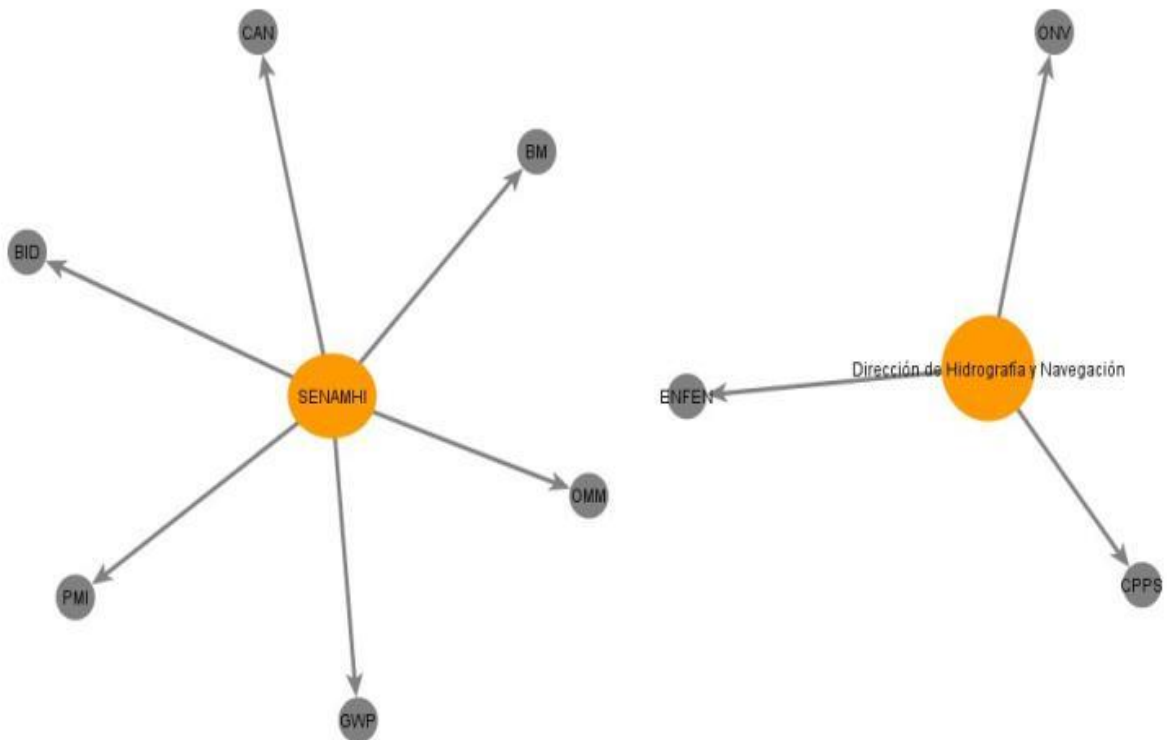 CAN
ONV
BM
BID
Dirección de Hidrografía y Navegación
SENAMHI
ENFEN
OMM
PMI
CPPS
GWP